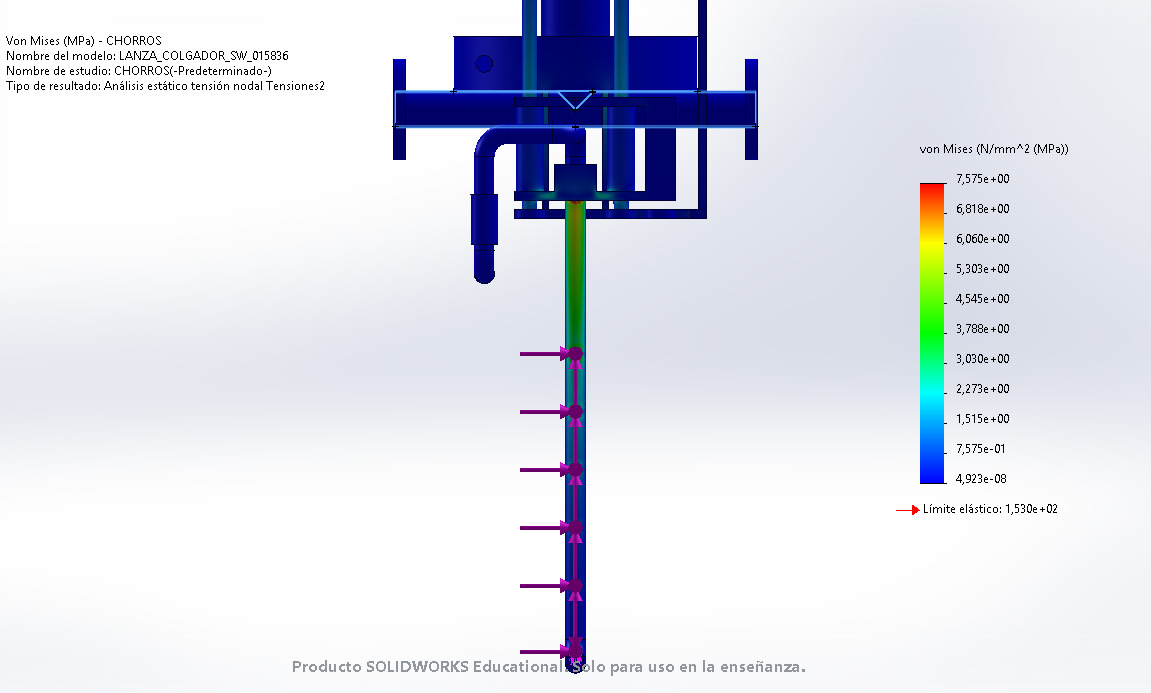 Von Mises (MPa) - CHORROS
Nombre del modelo: LANZA_COLGADOR_SW_015836
Nombre de estudio: CHORROS(-Predeterminado-)
Tipo de resultado: Análisis estático tensión nodal Tensiones2
von Mises (N/mm^2 (MPa))
7,575e+00
6,818e+00
6,060e+00
5,303e+00
4,545e+00
3,788e+00
3,030e+00
2,273e+00
1,515e+00
7,575e-01
4,923e-08
Límite elástico: 1,530e+02
Producto SOLIDWORKS Educational. Solo para uso en la enseñanza.